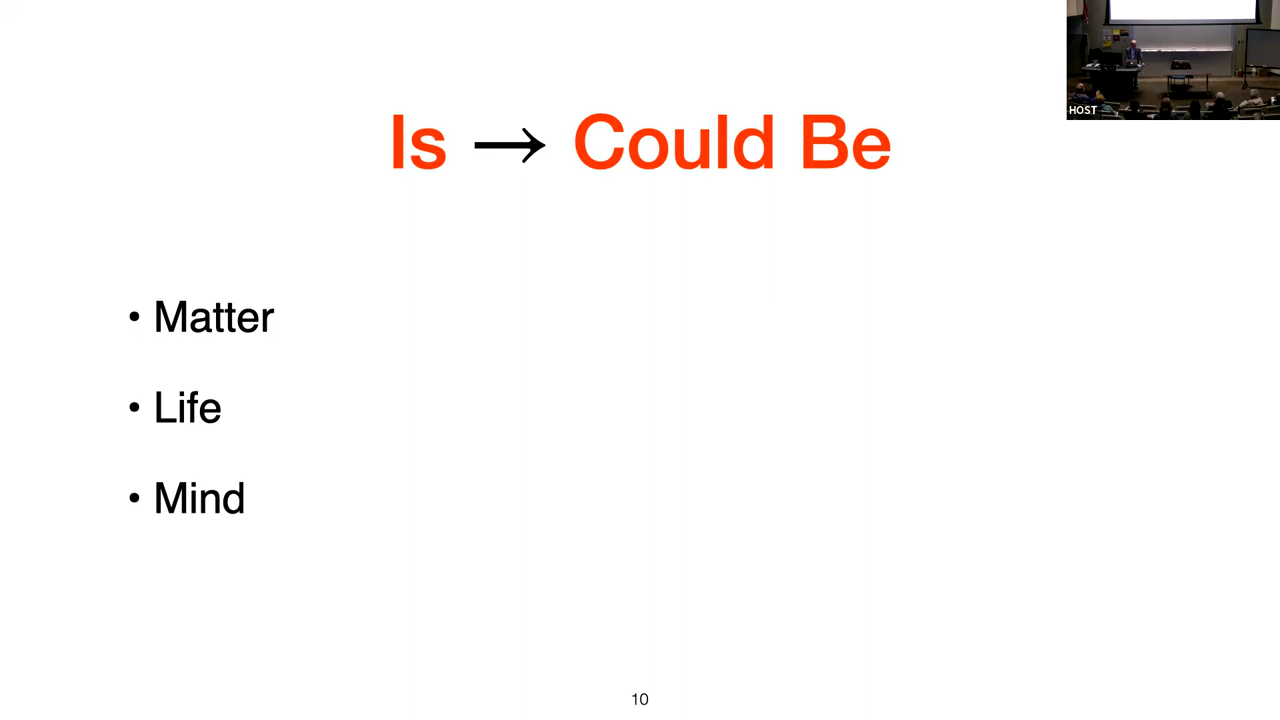 HOST
Is → Could Be
• Matter
• Life
• Mind
10